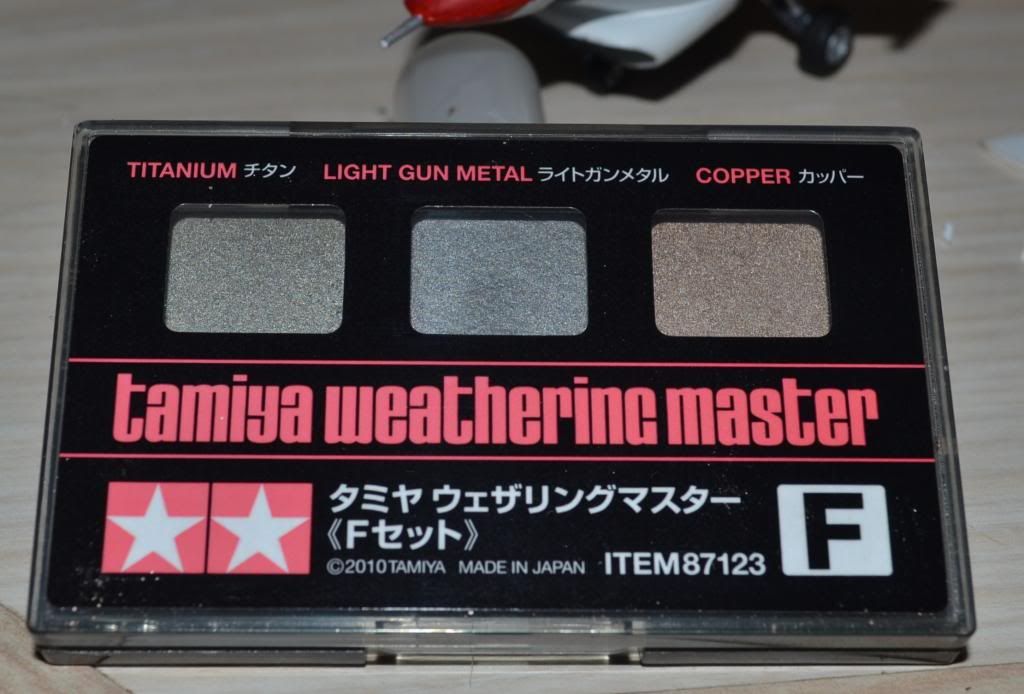 TITANIUM チタン LIGHT GUN METAL ライトガンメタル COPPER カッパー
tamiya weathering master
タミヤ ウェザリングマスター
《Fセット》
©2010 TAMIYA MADE IN JAPAN ITEM87123
F